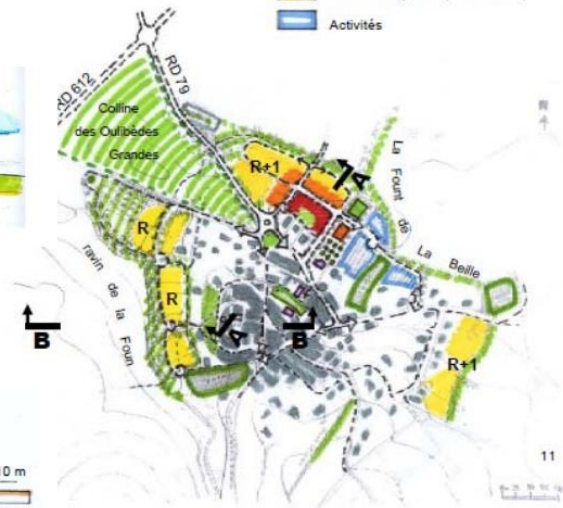 Activités
RD 612
RD 79
Colline
des Oulibèdes
Grandes
R+1
A
La Fount de
La Beille
R
ravin de la Foun
R
A
B
B
R+1
10 m
11